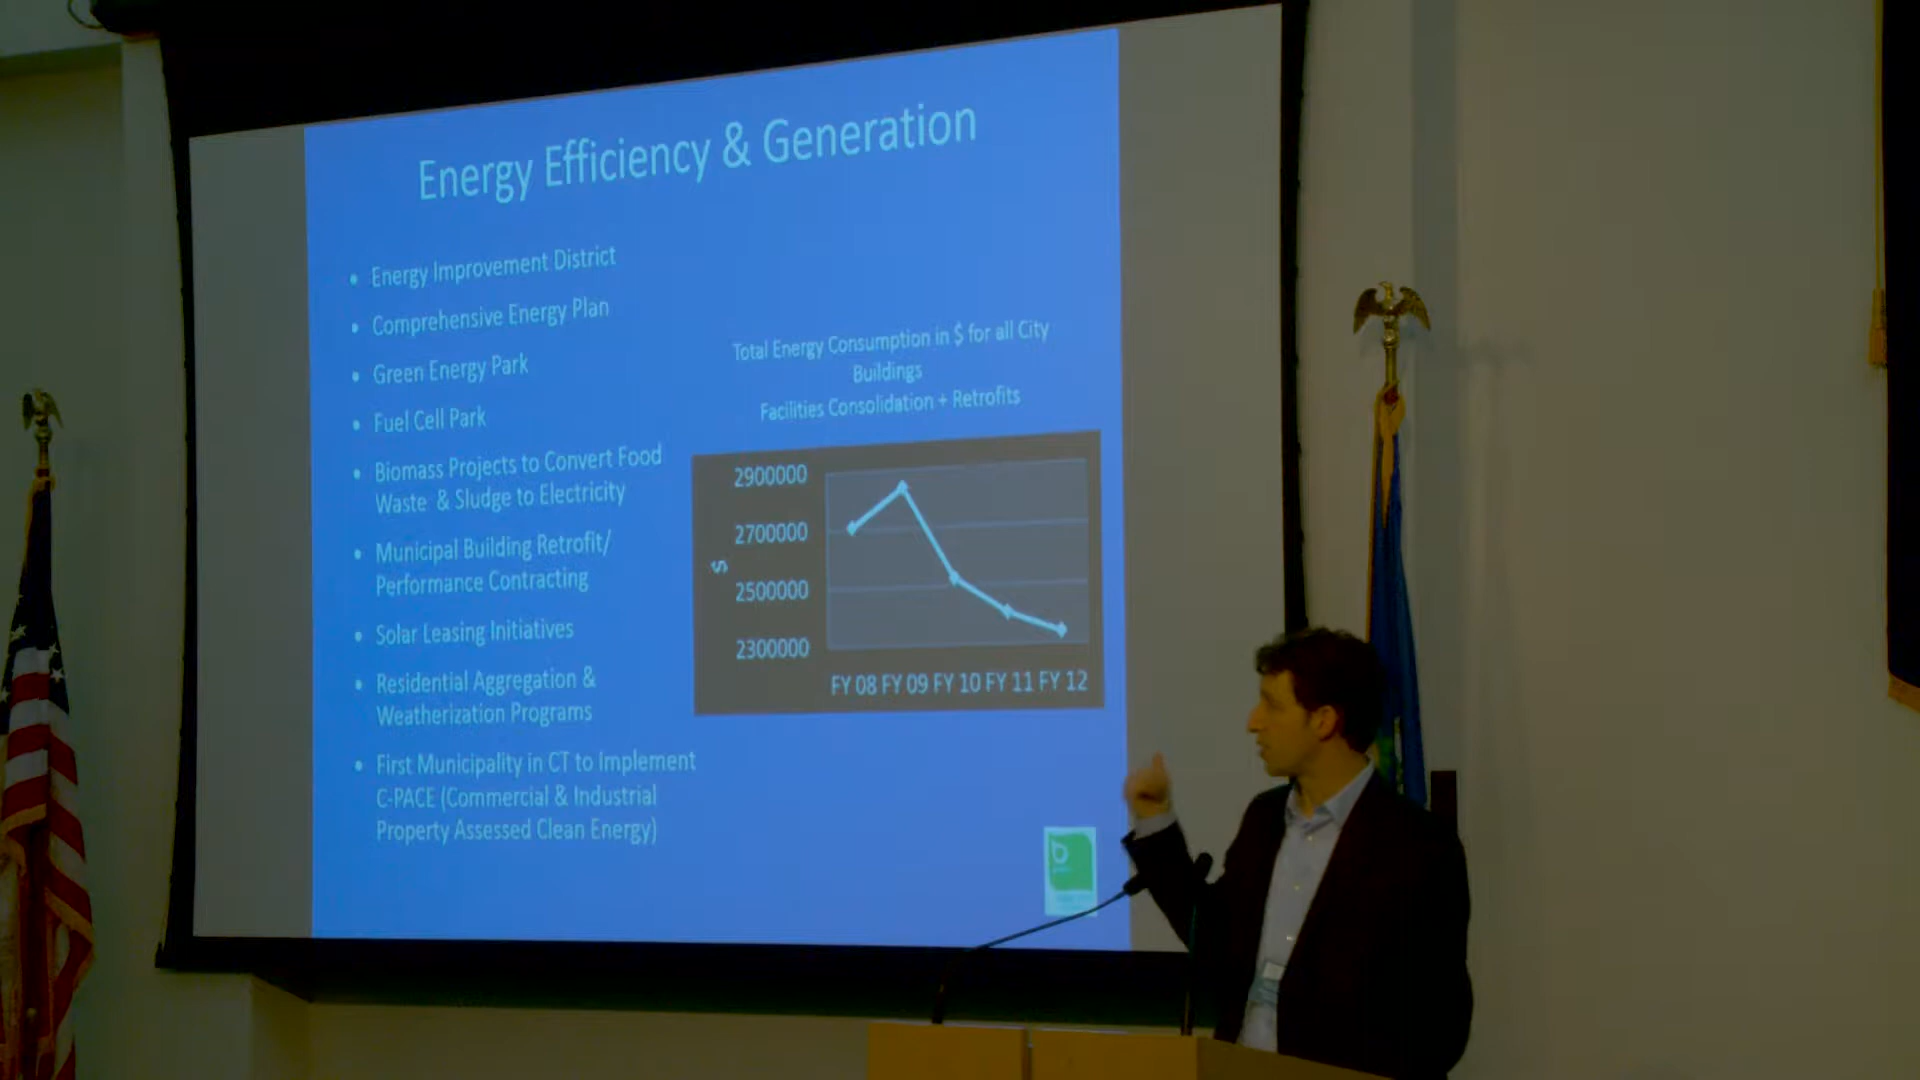 Energy Efficiency & Generation
• Energy Improvement District
• Comprehensive Energy Plan
• Green Energy Park
• Fuel Cell Park
• Biomass Projects to Convert Food
Waste & Sludge to Electricity
• Municipal Building Retrofit/
Performance Contracting
• Solar Leasing Initiatives
• Residential Aggregation &
Weatherization Programs
• First Municipality in CT to Implement
C-PACE (Commercial & Industrial
Property Assessed Clean Energy)
Total Energy Consumption in $ for all City
Buildings
Facilities Consolidation + Retrofits
2900000
2700000
$
2500000
2300000
FY 08 FY 09 FY 10 FY 11 FY 12